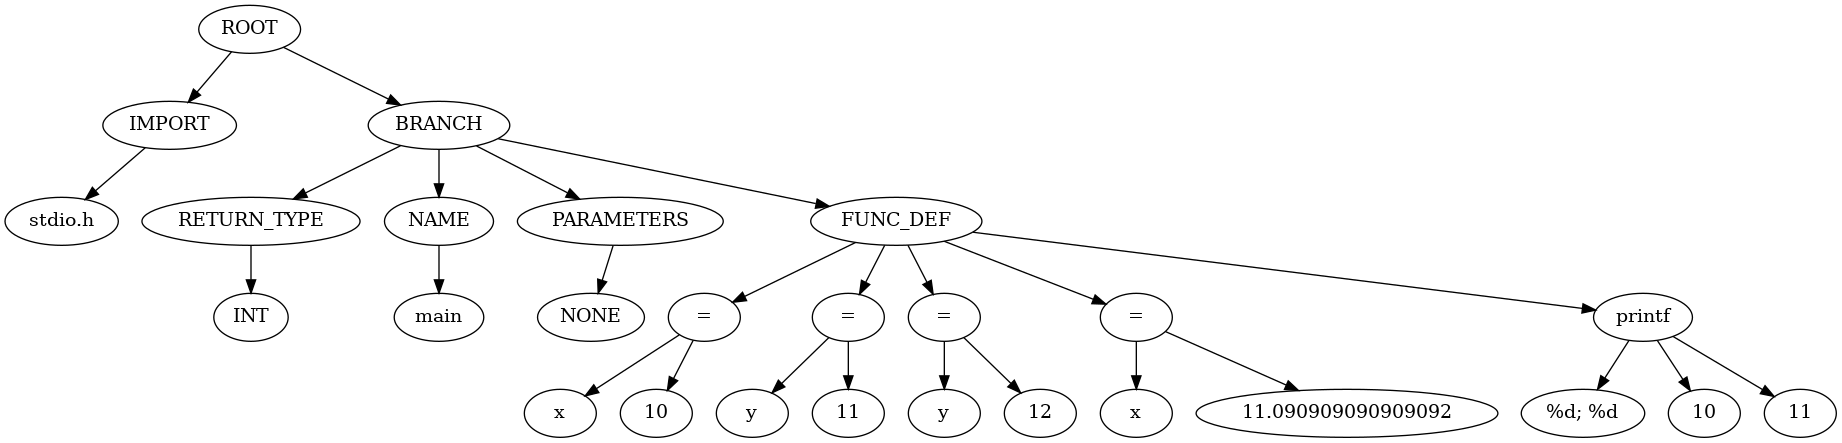 ROOT
IMPORT
BRANCH
stdio.h
RETURN_TYPE
NAME
PARAMETERS
FUNC_DEF
INT
main
NONE
=
=
=
=
printf
x
10
y
11
y
12
x
11.090909090909092
%d; %d
10
11